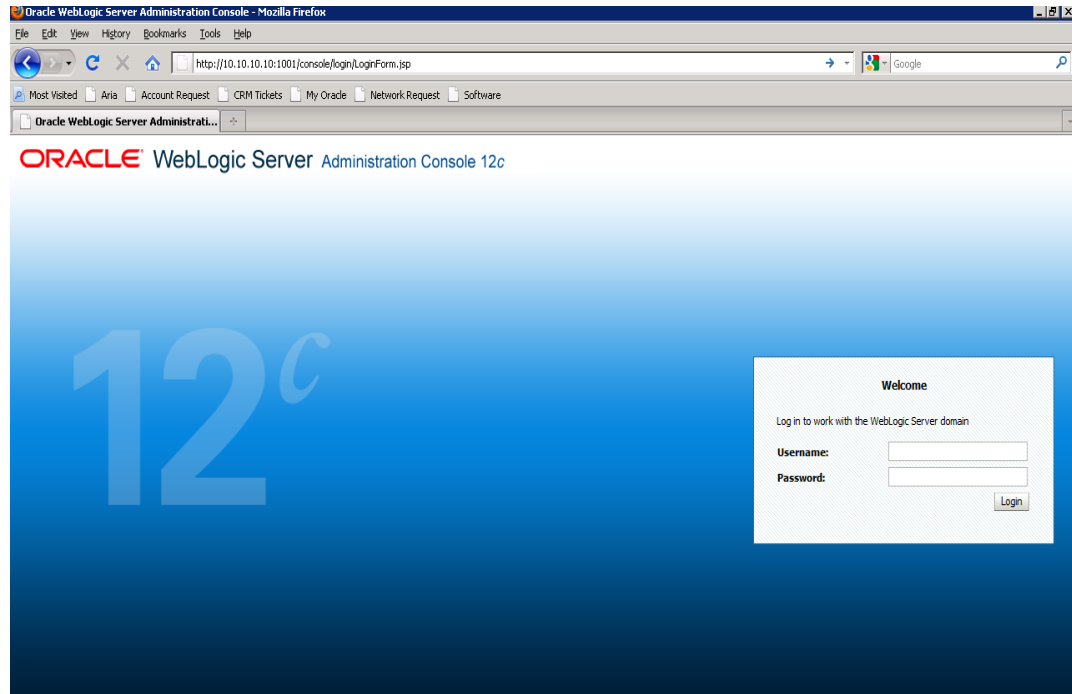 Oracle WebLogic Server Administration Console - Mozilla Firefox
File Edit View History Bookmarks Tools Help
http://10.10.10.10:1001/console/login/LoginForm.jsp Google
Most Visited Aria Account Request CRM Tickets My Oracle Network Request Software
Oracle WebLogic Server Administrati...
ORACLE WebLogic Server Administration Console 12c
12c
Welcome
Log in to work with the WebLogic Server domain
Username:
Password:
Login